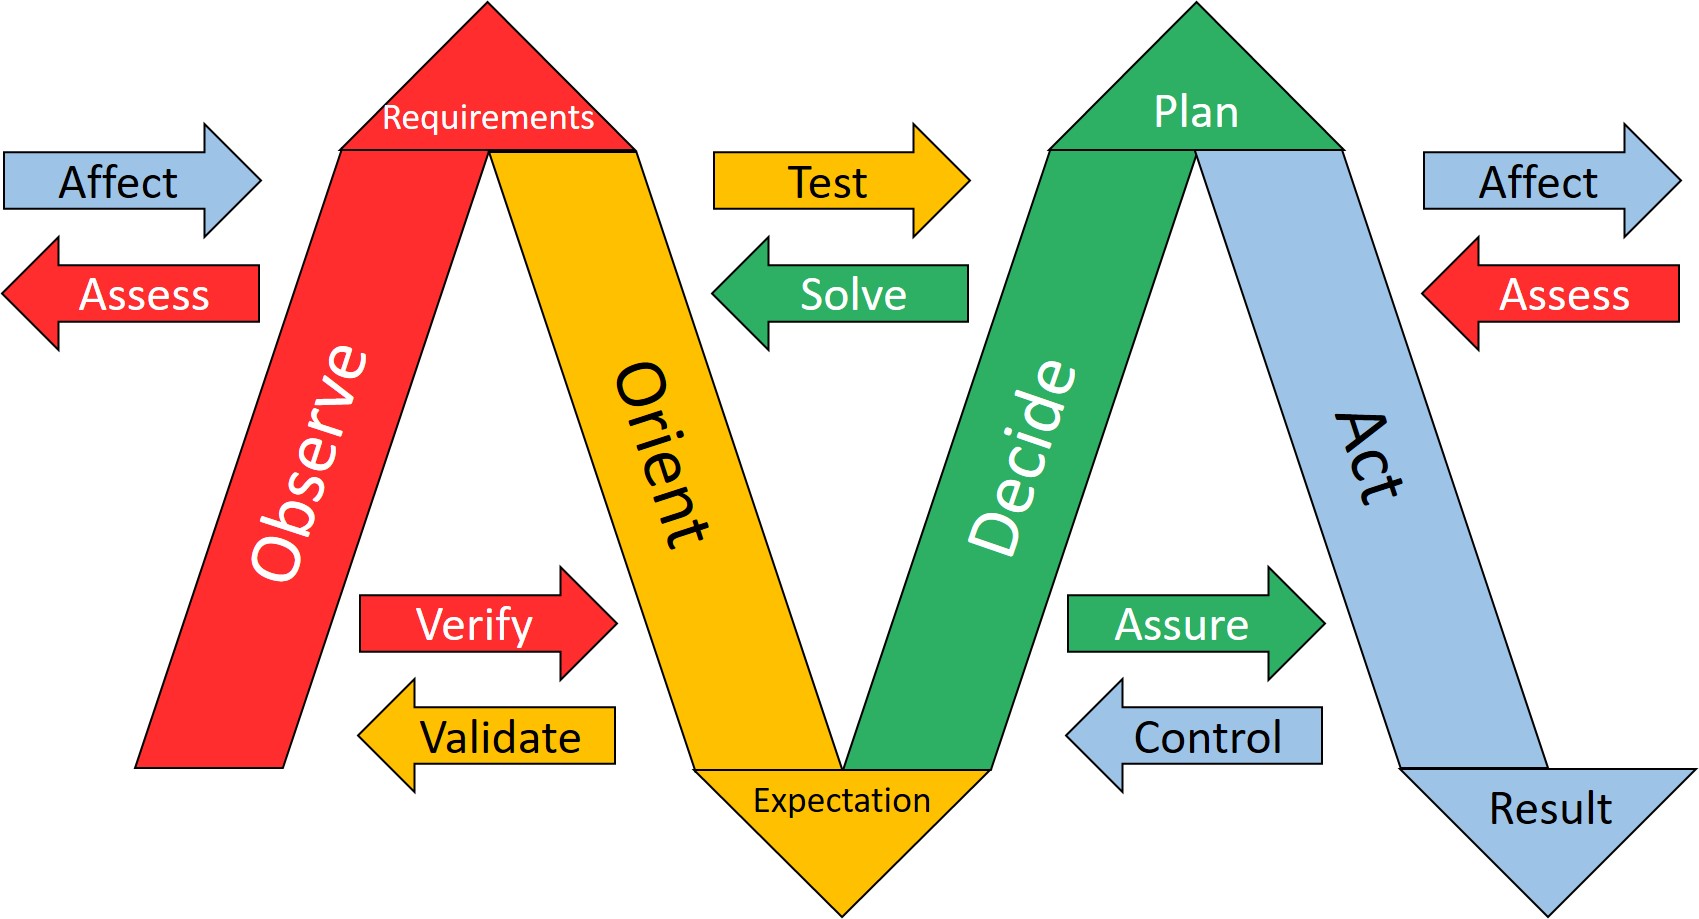 Requirements
Plan
Affect
Test
Affect
Assess
Solve
Assess
Observe
Orient
Decide
Act
Verify
Assure
Validate
Control
Expectation
Result